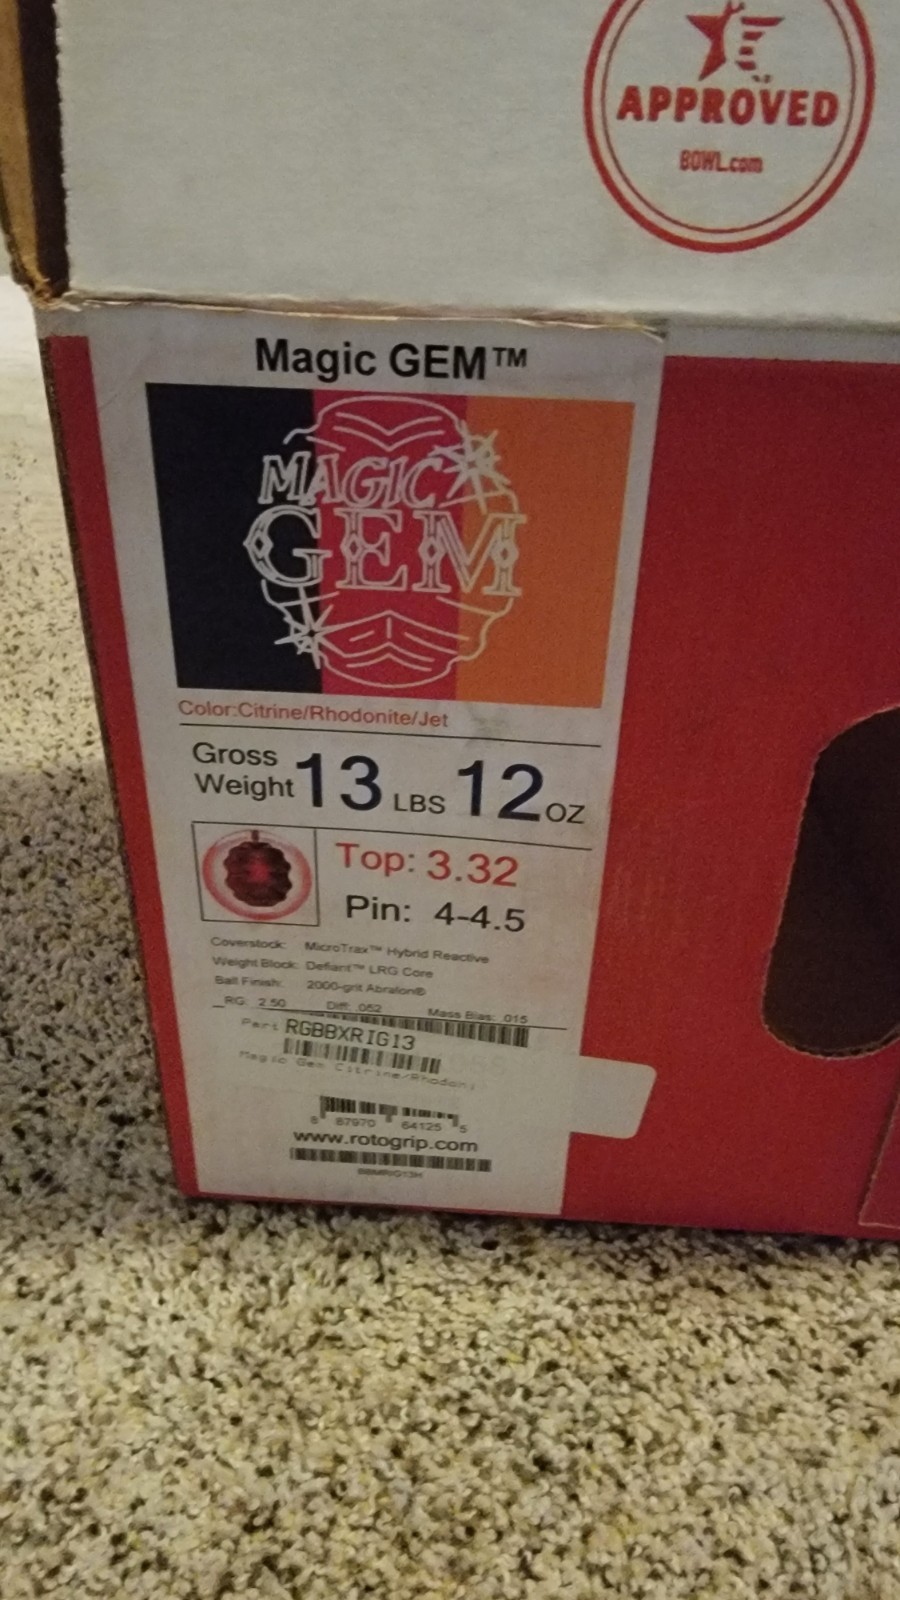 APPROVED
BOWL.com
Magic GEM™
MAGIC
GEM
Color:Citrine/Rhodonite/Jet
Gross
Weight 13 LBS 12 OZ
Top: 3.32
Pin: 4-4.5
Coverstock: MicroTrax™ Hybrid Reactive
Weight Block: Defiant™ LRG Core
Ball Finish: 2000-grit Abralon®
RG: 2.50 Diff: .052 Mass Bias: .015
Part RGBBXRIG13
Magic Gem Citrine/Rhodoni
8 87970 64125 5
www.rotogrip.com